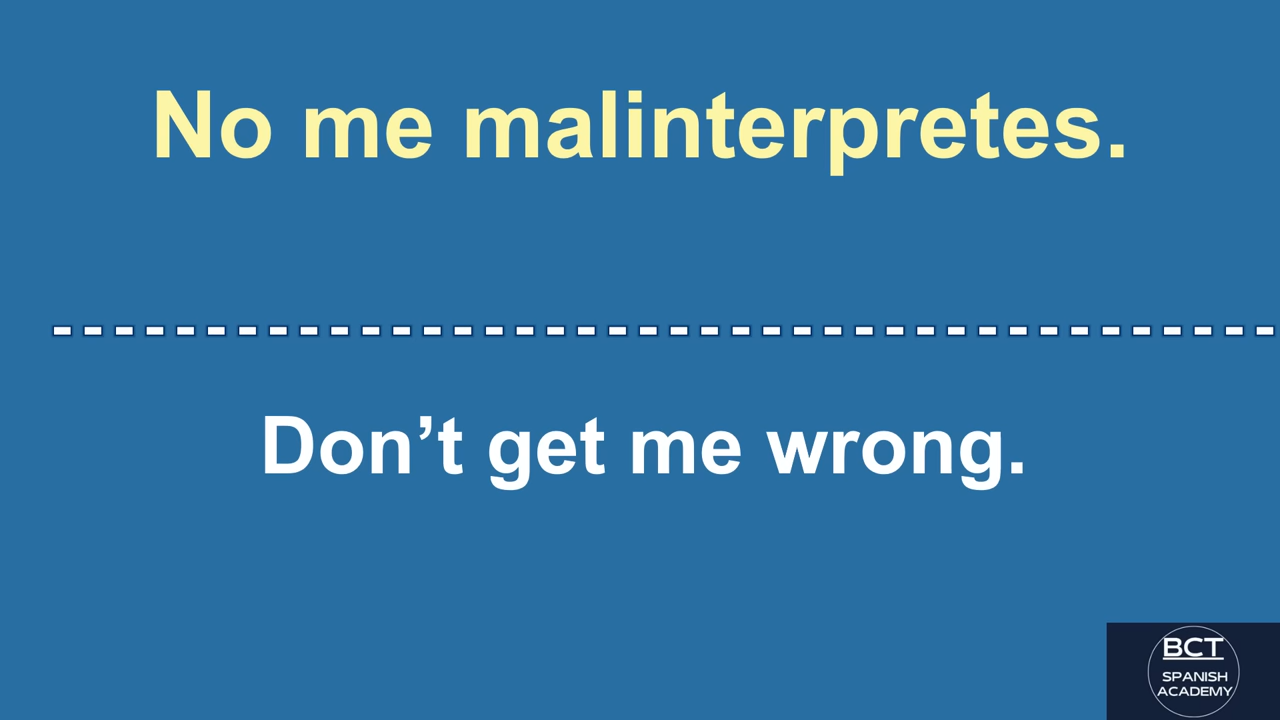 No me malinterpretes.
Don’t get me wrong.
BCT
SPANISH
ACADEMY